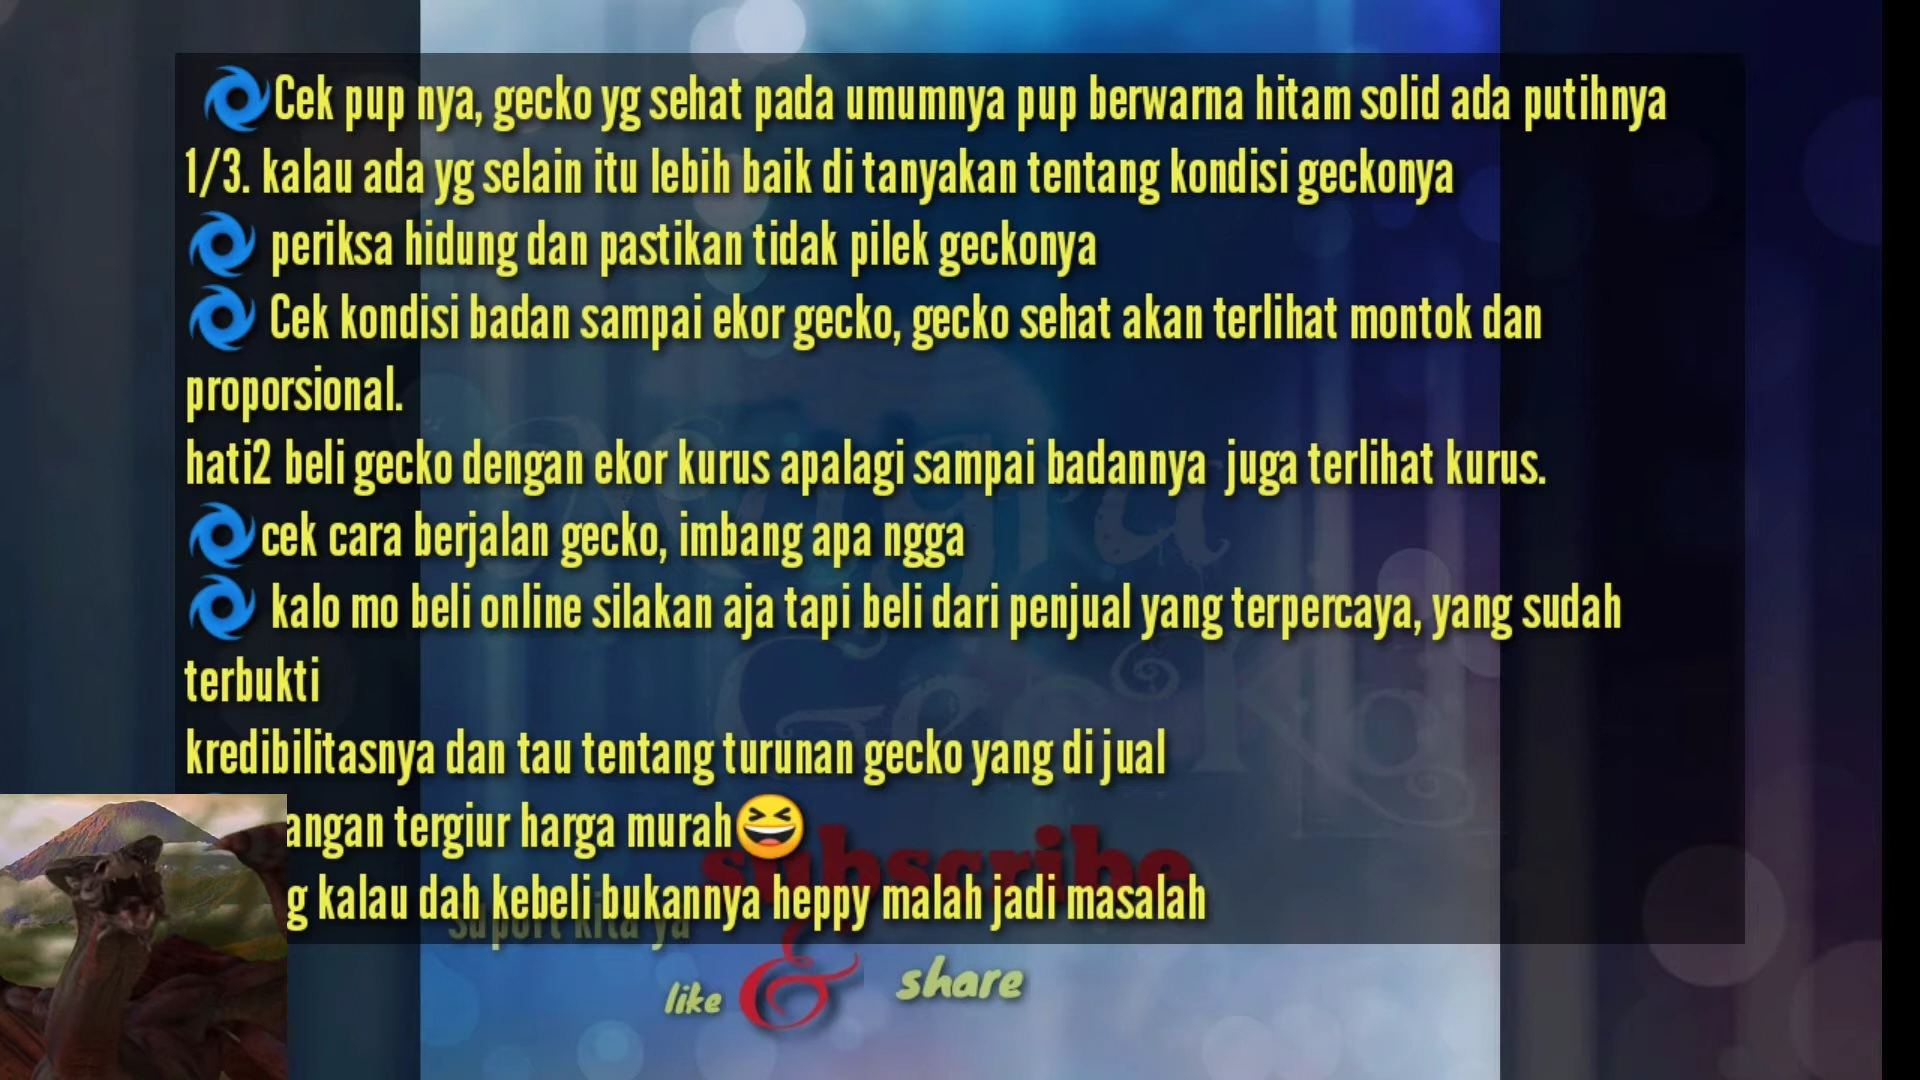 Cek pup nya, gecko yg sehat pada umumnya pup berwarna hitam solid ada putihnya
1/3. kalau ada yg selain itu lebih baik di tanyakan tentang kondisi geckonya
periksa hidung dan pastikan tidak pilek geckonya
Cek kondisi badan sampai ekor gecko, gecko sehat akan terlihat montok dan
proporsional.
hati2 beli gecko dengan ekor kurus apalagi sampai badannya juga terlihat kurus.
cek cara berjalan gecko, imbang apa ngga
kalo mo beli online silakan aja tapi beli dari penjual yang terpercaya, yang sudah
terbukti
kredibilitasnya dan tau tentang turunan gecko yang di jual
angan tergiur harga murah😆
g kalau dah kebeli bukannya heppy malah jadi masalah
subscribe
suport kita ya
like & share